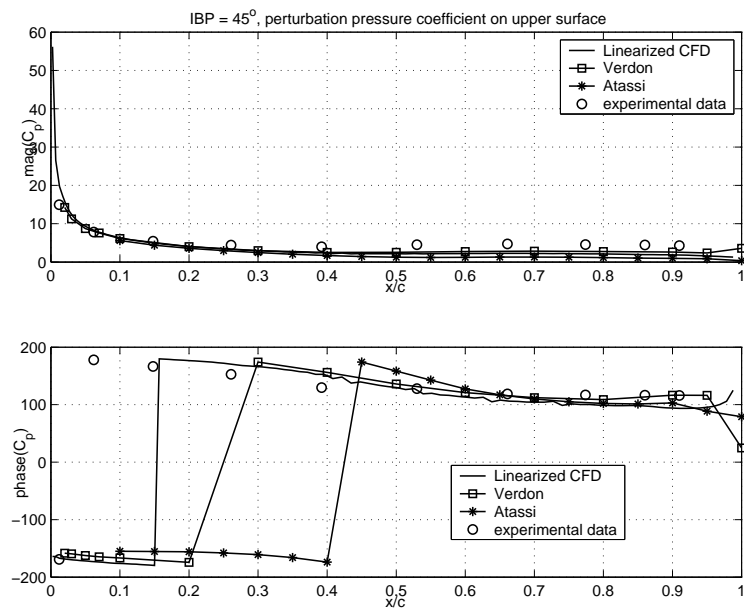 IBP = 45°, perturbation pressure coefficient on upper surface
60
50
40
30
20
10
0
mag(Cp)
Linearized CFD
Verdon
Atassi
experimental data
0 0.1 0.2 0.3 0.4 0.5 0.6 0.7 0.8 0.9 1
x/c
200
100
0
−100
−200
phase(Cp)
Linearized CFD
Verdon
Atassi
experimental data
0 0.1 0.2 0.3 0.4 0.5 0.6 0.7 0.8 0.9 1
x/c